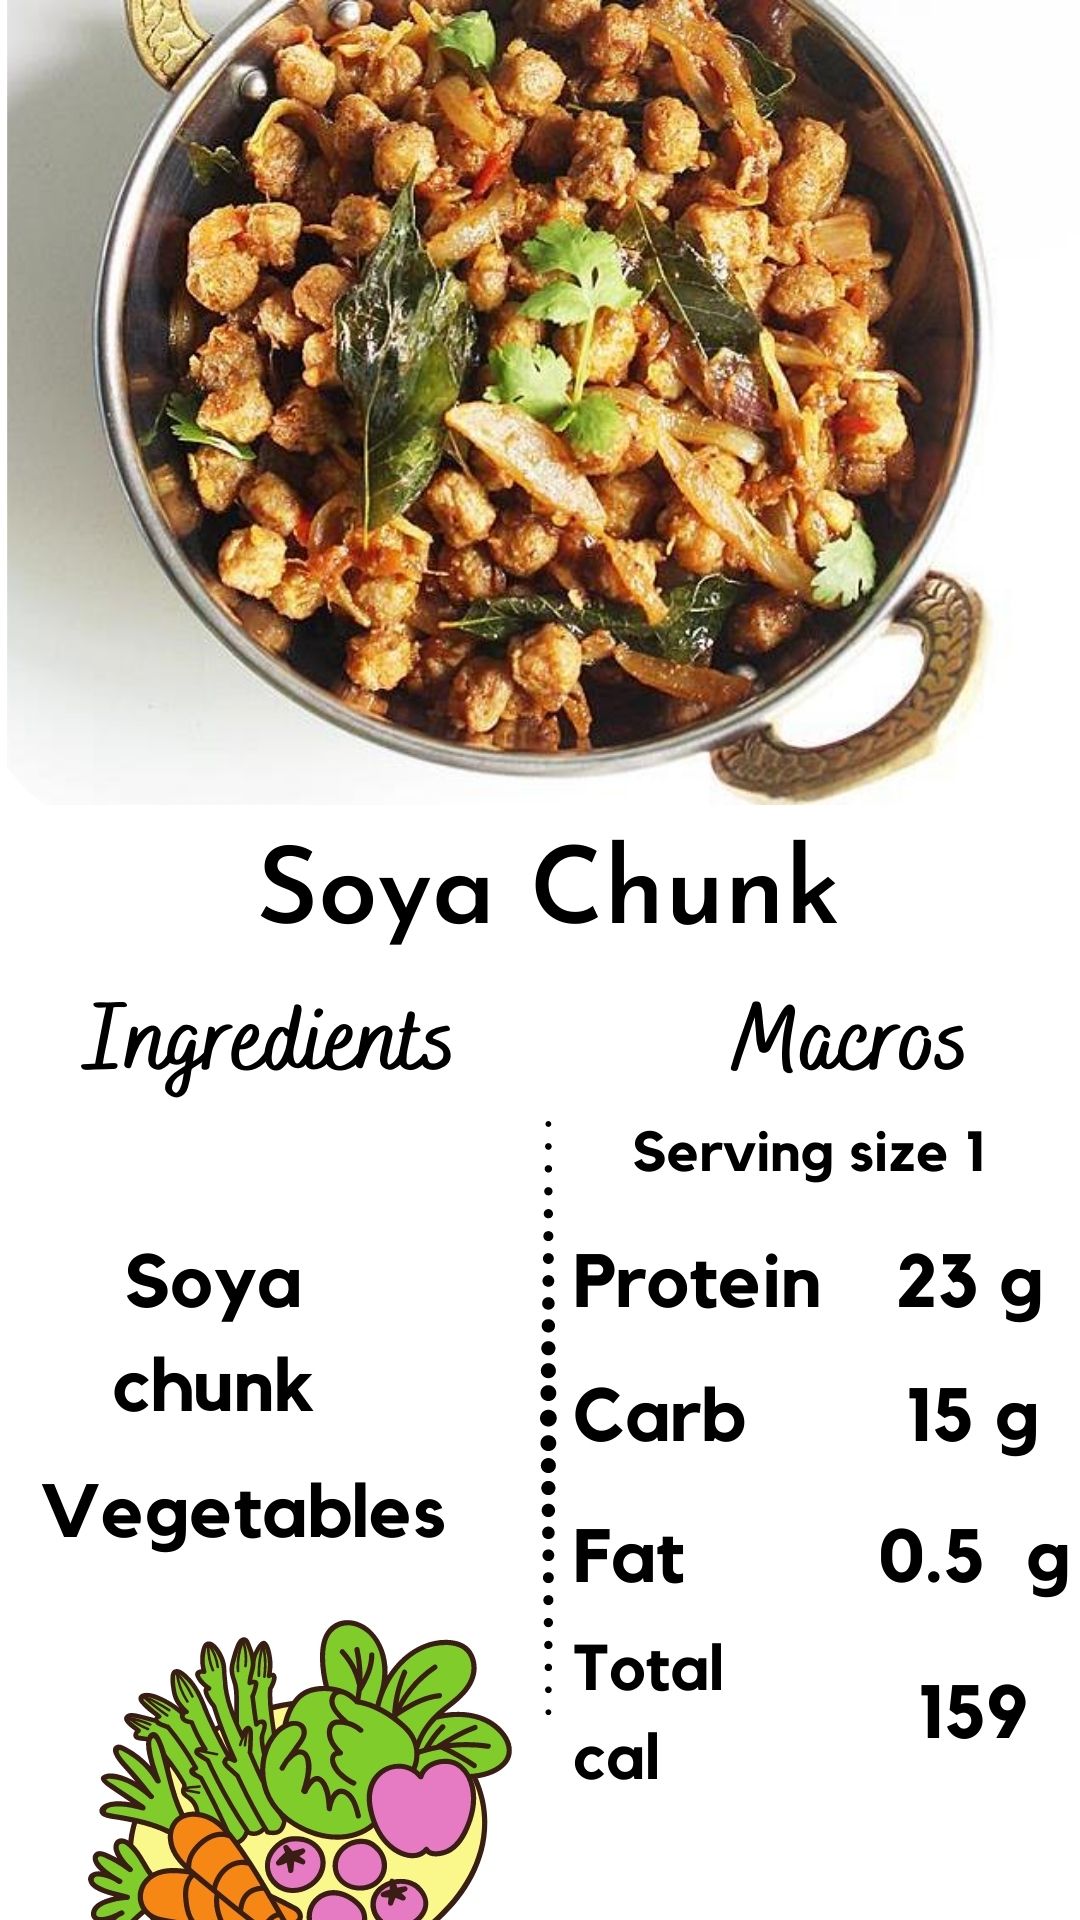 Soya Chunk
Ingredients
Soya
chunk
Vegetables
Macros
Serving size 1
Protein 23 g
Carb 15 g
Fat 0.5 g
Total
cal 159